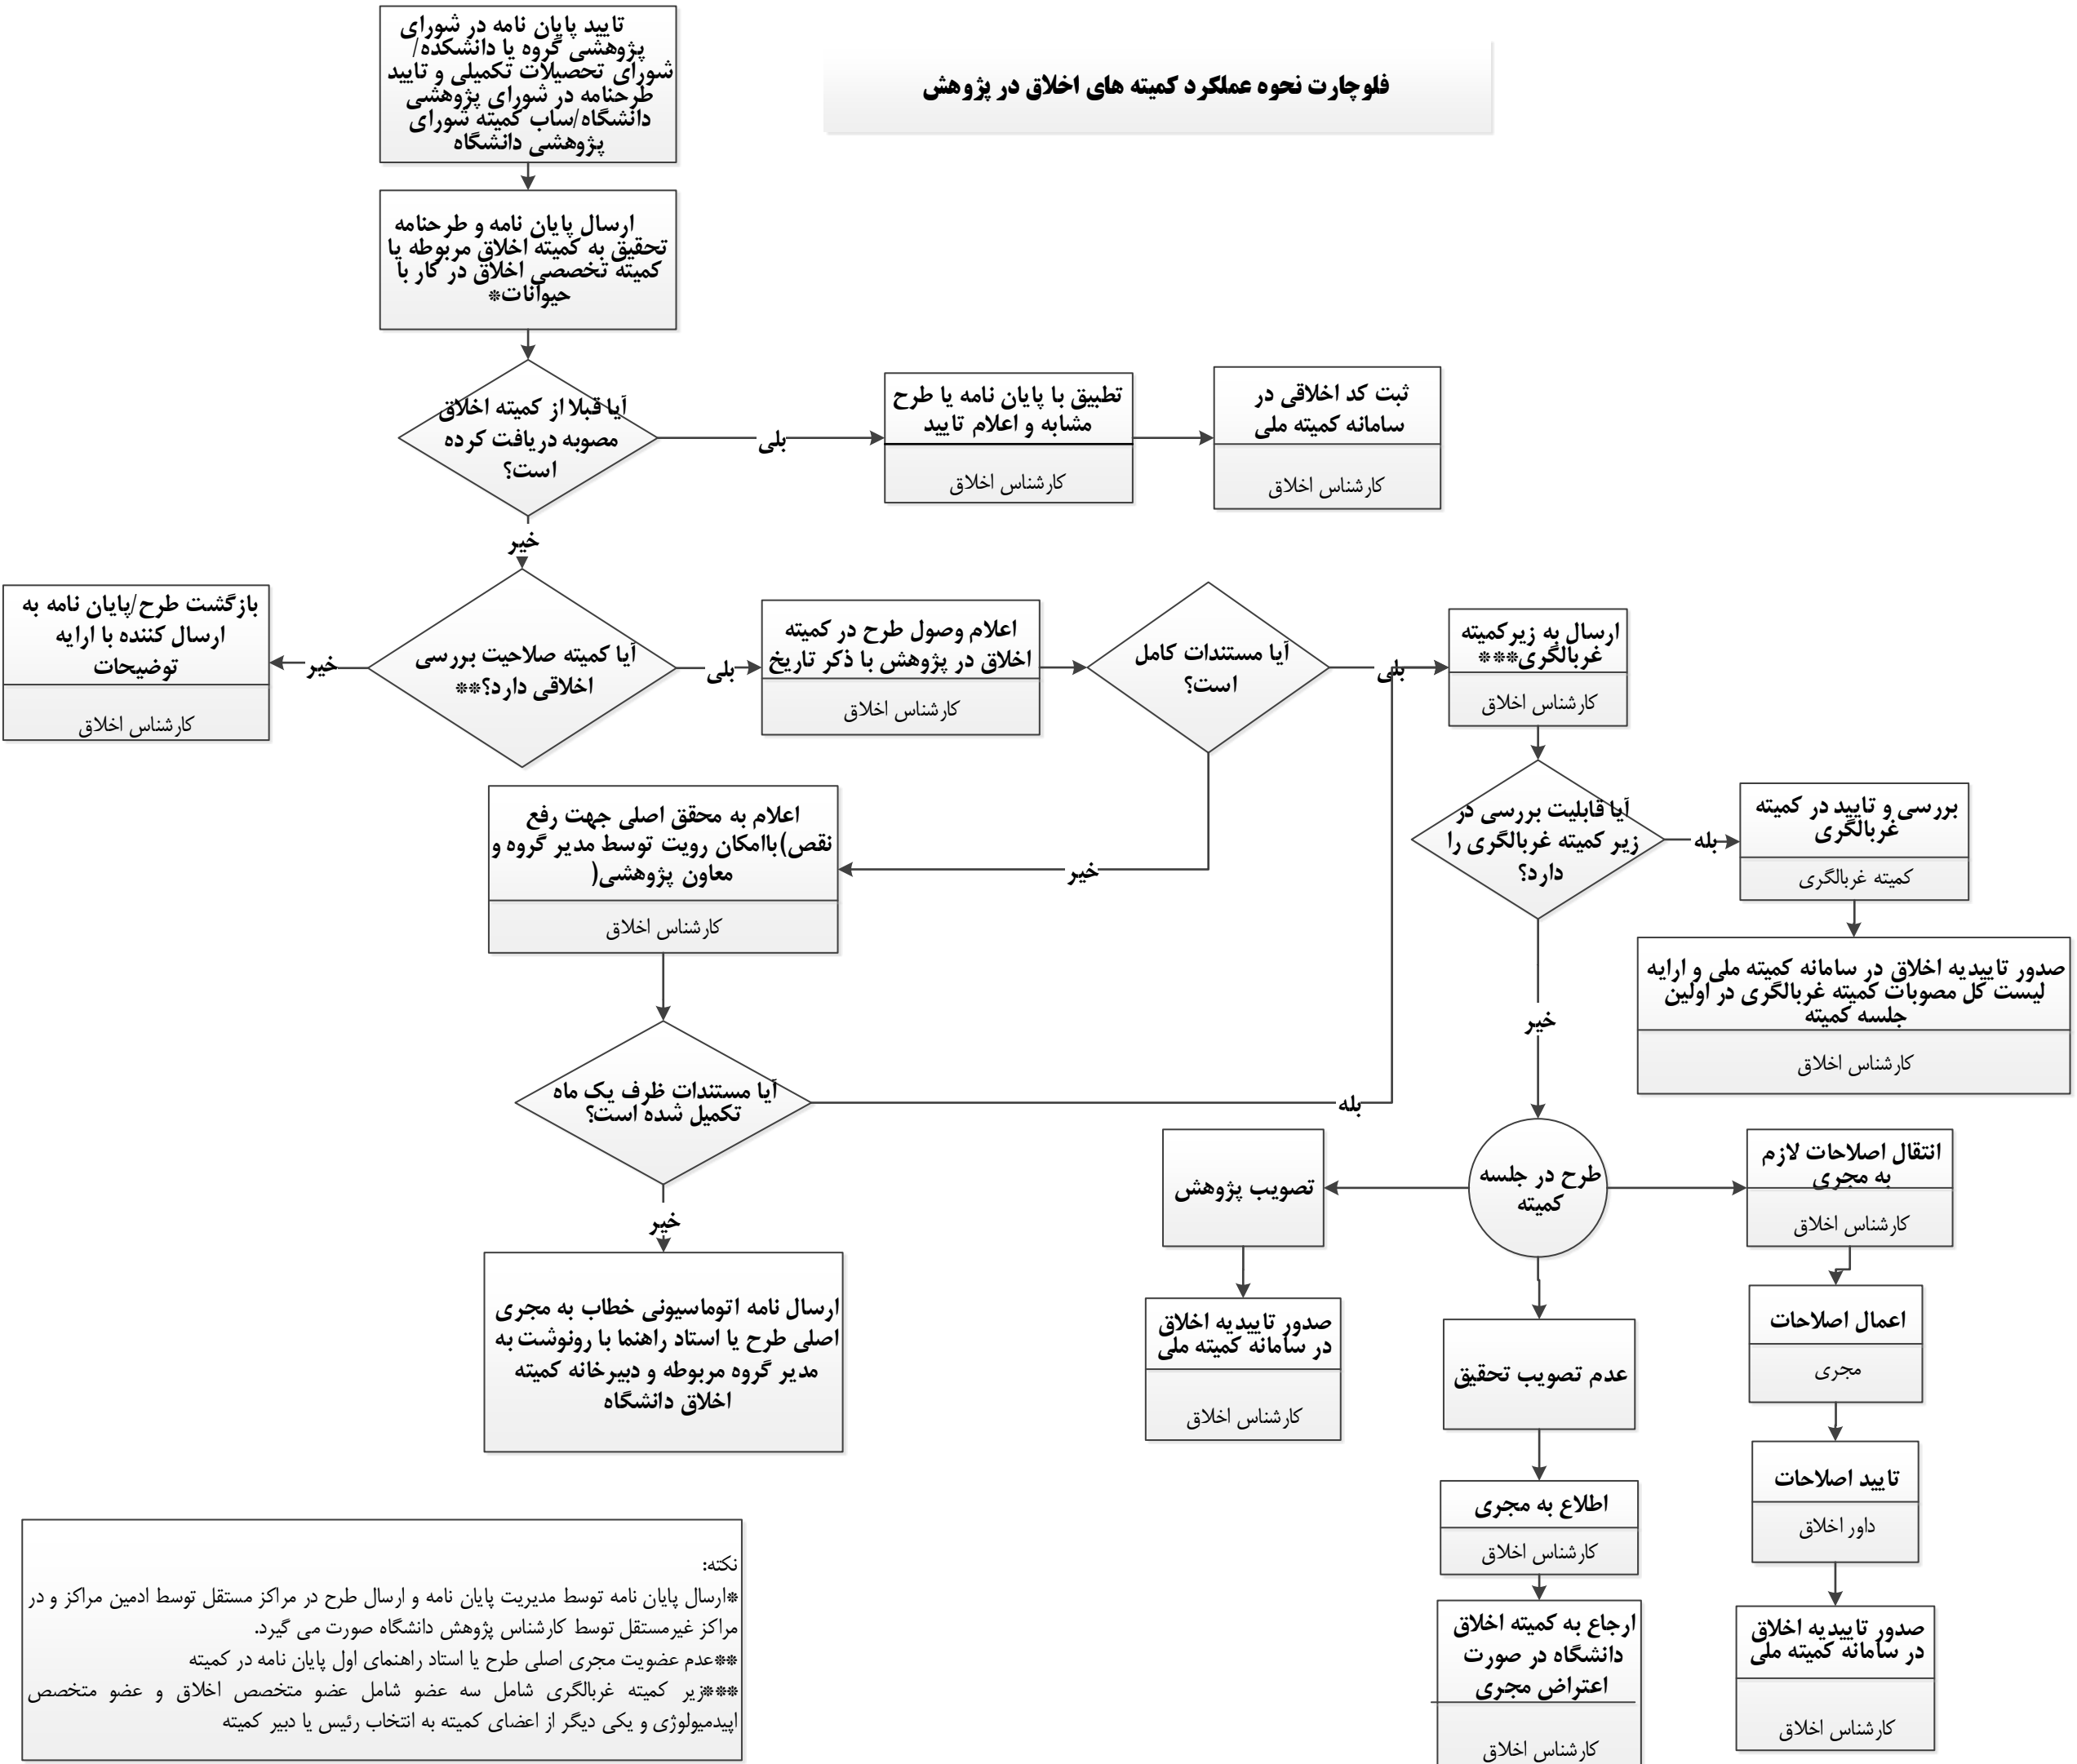 فلوچارت نحوه عملکرد کمیته های اخلاق در پژوهش
تایید پایان نامه در شورای
پژوهشی گروه یا دانشکده/
شورای تحصیلات تکمیلی و تایید
طرحنامه در شورای پژوهشی
دانشگاه/ساب کمیته شورای
پژوهشی دانشگاه
ارسال پایان نامه و طرحنامه
تحقیق به کمیته اخلاق مربوطه یا
کمیته تخصصی اخلاق در کار با
حیوانات*
آیا قبلا از کمیته اخلاق
مصوبه دریافت کرده
است؟
بلی
تطبیق با پایان نامه یا طرح
مشابه و اعلام تایید
کارشناس اخلاق
ثبت کد اخلاقی در
سامانه کمیته ملی
کارشناس اخلاق
خیر
آیا کمیته صلاحیت بررسی
اخلاقی دارد؟**
خیر
بازگشت طرح/پایان نامه به
ارسال کننده با ارایه
توضیحات
کارشناس اخلاق
بلی
اعلام وصول طرح در کمیته
اخلاق در پژوهش با ذکر تاریخ
کارشناس اخلاق
آیا مستندات کامل
است؟
بلی
ارسال به زیرکمیته
غربالگری***
کارشناس اخلاق
خیر
اعلام به محقق اصلی جهت رفع
نقص)باامکان رویت توسط مدیر گروه و
معاون پژوهشی(
کارشناس اخلاق
آیا مستندات ظرف یک ماه
تکمیل شده است؟
بله
خیر
ارسال نامه اتوماسیونی خطاب به مجری
اصلی طرح یا استاد راهنما با رونوشت به
مدیر گروه مربوطه و دبیرخانه کمیته
اخلاق دانشگاه
آیا قابلیت بررسی در
زیر کمیته غربالگری را
دارد؟
بله
بررسی و تایید در کمیته
غربالگری
کمیته غربالگری
صدور تاییدیه اخلاق در سامانه کمیته ملی و ارایه
لیست کل مصوبات کمیته غربالگری در اولین
جلسه کمیته
کارشناس اخلاق
خیر
طرح در جلسه
کمیته
تصویب پژوهش
صدور تاییدیه اخلاق
در سامانه کمیته ملی
کارشناس اخلاق
عدم تصویب تحقیق
اطلاع به مجری
کارشناس اخلاق
ارجاع به کمیته اخلاق
دانشگاه در صورت
اعتراض مجری
کارشناس اخلاق
انتقال اصلاحات لازم
به مجری
کارشناس اخلاق
اعمال اصلاحات
مجری
تایید اصلاحات
داور اخلاق
صدور تاییدیه اخلاق
در سامانه کمیته ملی
کارشناس اخلاق
نکته:
*ارسال پایان نامه توسط مدیریت پایان نامه و ارسال طرح در مراکز مستقل توسط ادمین مراکز و در
مراکز غیرمستقل توسط کارشناس پژوهش دانشگاه صورت می گیرد.
**عدم عضویت مجری اصلی طرح یا استاد راهنمای اول پایان نامه در کمیته
***زیر کمیته غربالگری شامل سه عضو شامل عضو متخصص اخلاق و عضو متخصص
اپیدمیولوژی و یکی دیگر از اعضای کمیته به انتخاب رئیس یا دبیر کمیته